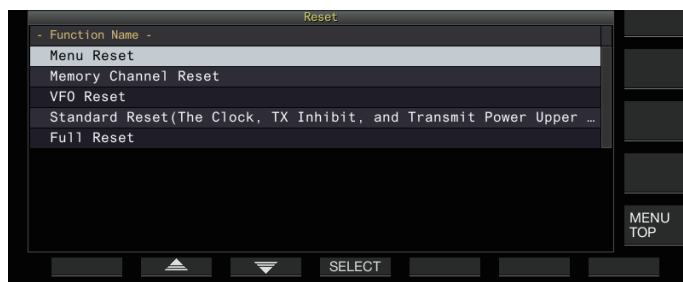 Reset
- Function Name -
Menu Reset
Memory Channel Reset
VFO Reset
Standard Reset(The Clock, TX Inhibit, and Transmit Power Upper …
Full Reset
MENU
TOP
SELECT